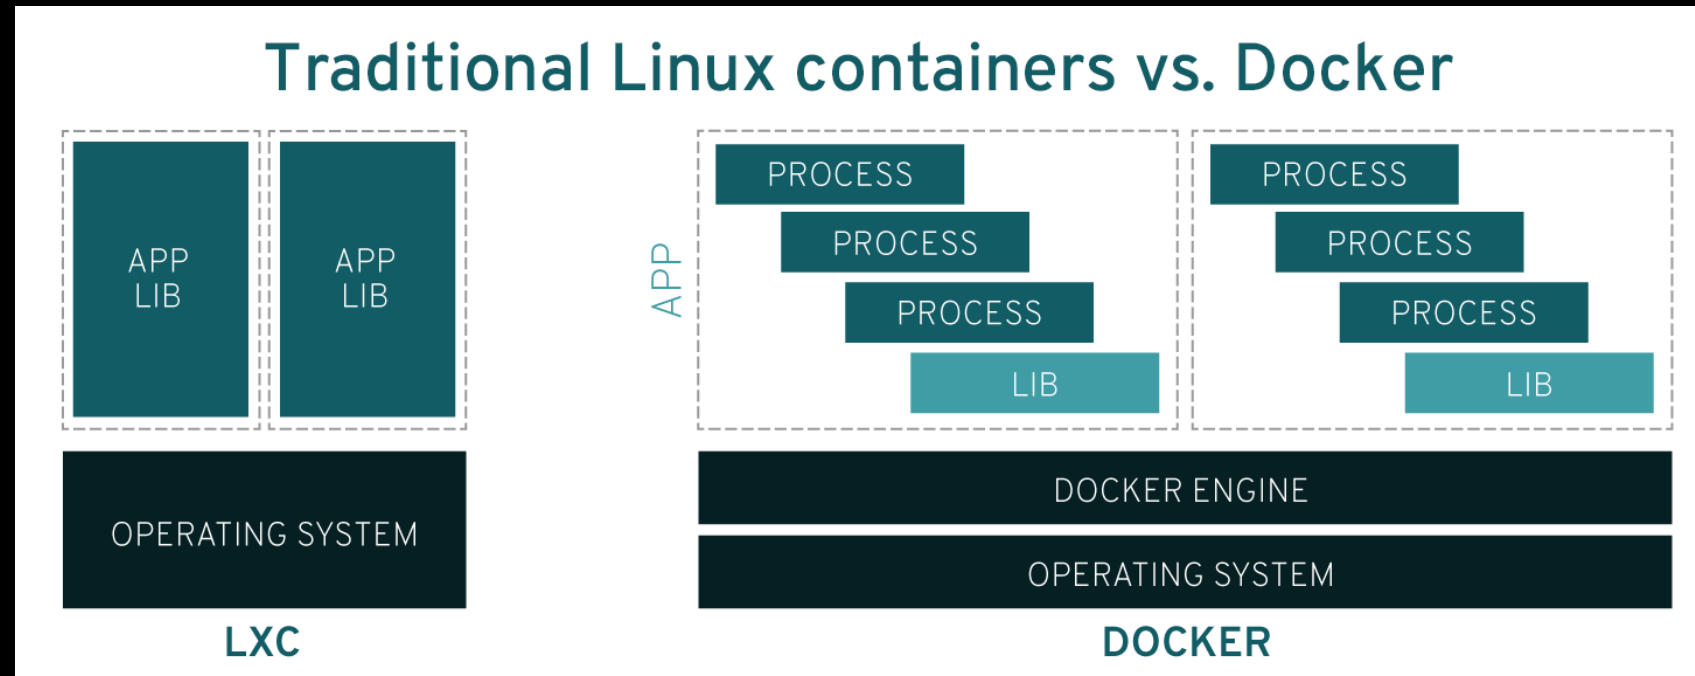 Traditional Linux containers vs. Docker
APP
LIB
APP
LIB
OPERATING SYSTEM
LXC
APP
PROCESS
PROCESS
PROCESS
LIB
PROCESS
PROCESS
PROCESS
LIB
DOCKER ENGINE
OPERATING SYSTEM
DOCKER